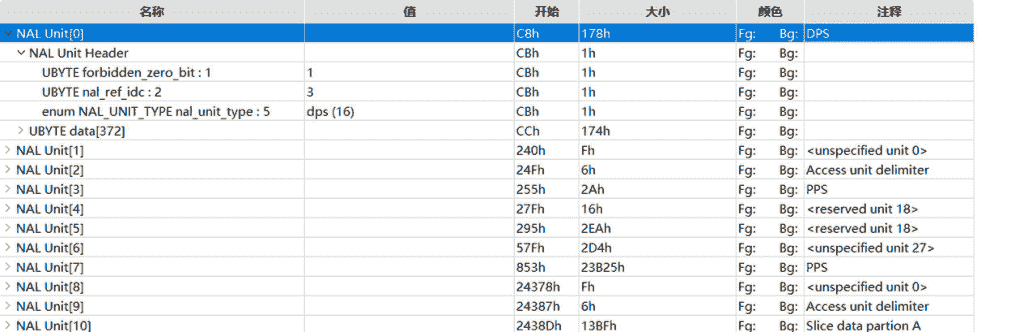 名称 值 开始 大小 颜色 注释
NAL Unit[0] C8h 178h Fg: Bg: DPS
NAL Unit Header CBh 1h Fg: Bg:
UBYTE forbidden_zero_bit : 1 1 CBh 1h Fg: Bg:
UBYTE nal_ref_idc : 2 3 CBh 1h Fg: Bg:
enum NAL_UNIT_TYPE nal_unit_type : 5 dps (16) CBh 1h Fg: Bg:
UBYTE data[372] CCh 174h Fg: Bg:
NAL Unit[1] 240h Fh Fg: Bg: <unspecified unit 0>
NAL Unit[2] 24Fh 6h Fg: Bg: Access unit delimiter
NAL Unit[3] 255h 2Ah Fg: Bg: PPS
NAL Unit[4] 27Fh 16h Fg: Bg: <reserved unit 18>
NAL Unit[5] 295h 2EAh Fg: Bg: <reserved unit 18>
NAL Unit[6] 57Fh 2D4h Fg: Bg: <unspecified unit 27>
NAL Unit[7] 853h 23B25h Fg: Bg: PPS
NAL Unit[8] 24378h Fh Fg: Bg: <unspecified unit 0>
NAL Unit[9] 24387h 6h Fg: Bg: Access unit delimiter
NAL Unit[10] 2438Dh 13BFh Fg: Bg: Slice data partion A